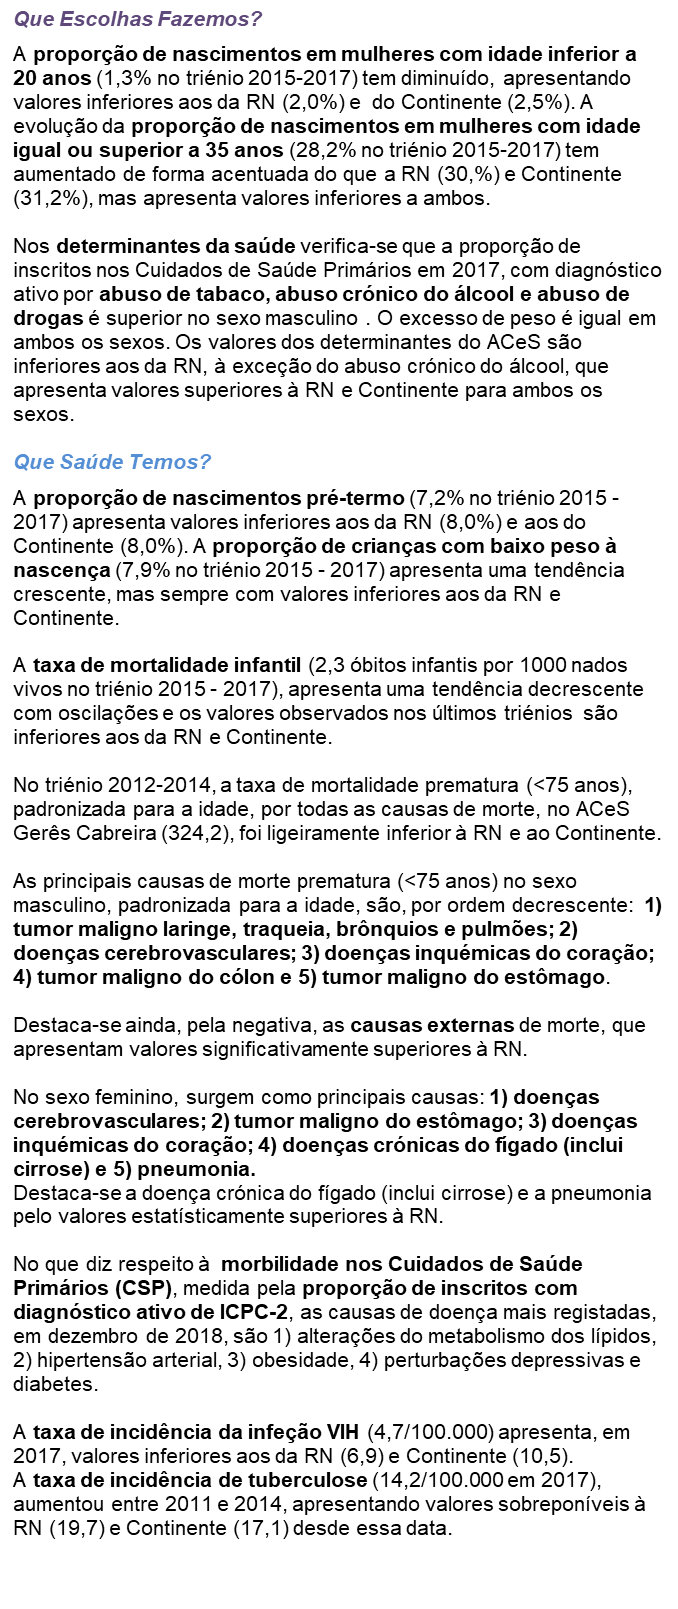 Que Escolhas Fazemos?
A proporção de nascimentos em mulheres com idade inferior a
20 anos (1,3% no triénio 2015-2017) tem diminuído, apresentando
valores inferiores aos da RN (2,0%) e do Continente (2,5%). A
evolução da proporção de nascimentos em mulheres com idade
igual ou superior a 35 anos (28,2% no triénio 2015-2017) tem
aumentado de forma acentuada do que a RN (30,%) e Continente
(31,2%), mas apresenta valores inferiores a ambos.
Nos determinantes da saúde verifica-se que a proporção de
inscritos nos Cuidados de Saúde Primários em 2017, com diagnóstico
ativo por abuso de tabaco, abuso crónico do álcool e abuso de
drogas é superior no sexo masculino . O excesso de peso é igual em
ambos os sexos. Os valores dos determinantes do ACeS são
inferiores aos da RN, à exceção do abuso crónico do álcool, que
apresenta valores superiores à RN e Continente para ambos os
sexos.
Que Saúde Temos?
A proporção de nascimentos pré-termo (7,2% no triénio 2015 -
2017) apresenta valores inferiores aos da RN (8,0%) e aos do
Continente (8,0%). A proporção de crianças com baixo peso à
nascença (7,9% no triénio 2015 - 2017) apresenta uma tendência
crescente, mas sempre com valores inferiores aos da RN e
Continente.
A taxa de mortalidade infantil (2,3 óbitos infantis por 1000 nados
vivos no triénio 2015 - 2017), apresenta uma tendência decrescente
com oscilações e os valores observados nos últimos triénios são
inferiores aos da RN e Continente.
No triénio 2012-2014, a taxa de mortalidade prematura (<75 anos),
padronizada para a idade, por todas as causas de morte, no ACeS
Gerês Cabreira (324,2), foi ligeiramente inferior à RN e ao Continente.
As principais causas de morte prematura (<75 anos) no sexo
masculino, padronizada para a idade, são, por ordem decrescente: 1)
tumor maligno laringe, traqueia, brônquios e pulmões; 2)
doenças cerebrovasculares; 3) doenças inquémicas do coração;
4) tumor maligno do cólon e 5) tumor maligno do estômago.
Destaca-se ainda, pela negativa, as causas externas de morte, que
apresentam valores significativamente superiores à RN.
No sexo feminino, surgem como principais causas: 1) doenças
cerebrovasculares; 2) tumor maligno do estômago; 3) doenças
inquémicas do coração; 4) doenças crónicas do fígado (inclui
cirrose) e 5) pneumonia.
Destaca-se a doença crónica do fígado (inclui cirrose) e a pneumonia
pelo valores estatísticamente superiores à RN.
No que diz respeito à morbilidade nos Cuidados de Saúde
Primários (CSP), medida pela proporção de inscritos com
diagnóstico ativo de ICPC-2, as causas de doença mais registadas,
em dezembro de 2018, são 1) alterações do metabolismo dos lípidos,
2) hipertensão arterial, 3) obesidade, 4) perturbações depressivas e
diabetes.
A taxa de incidência da infeção VIH (4,7/100.000) apresenta, em
2017, valores inferiores aos da RN (6,9) e Continente (10,5).
A taxa de incidência de tuberculose (14,2/100.000 em 2017),
aumentou entre 2011 e 2014, apresentando valores sobreponíveis à
RN (19,7) e Continente (17,1) desde essa data.